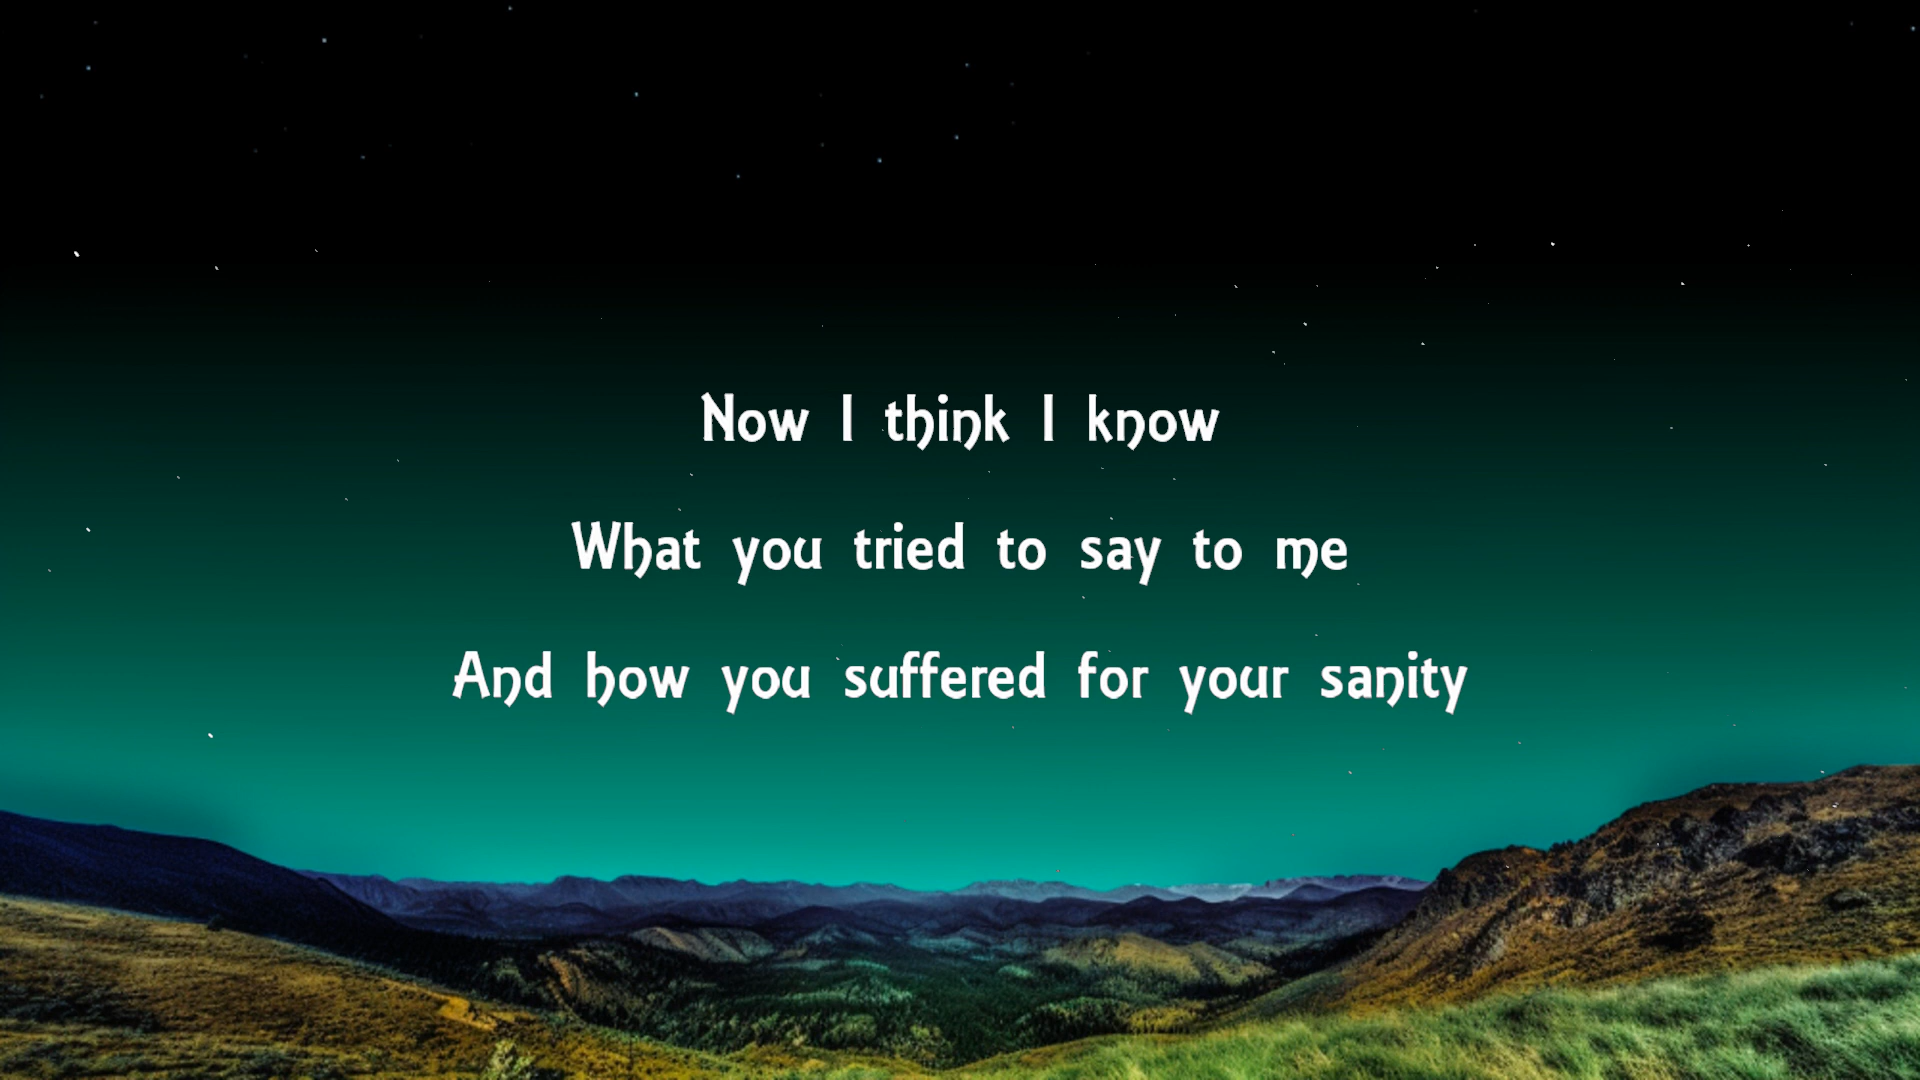 Now I think I know
What you tried to say to me
And how you suffered for your sanity